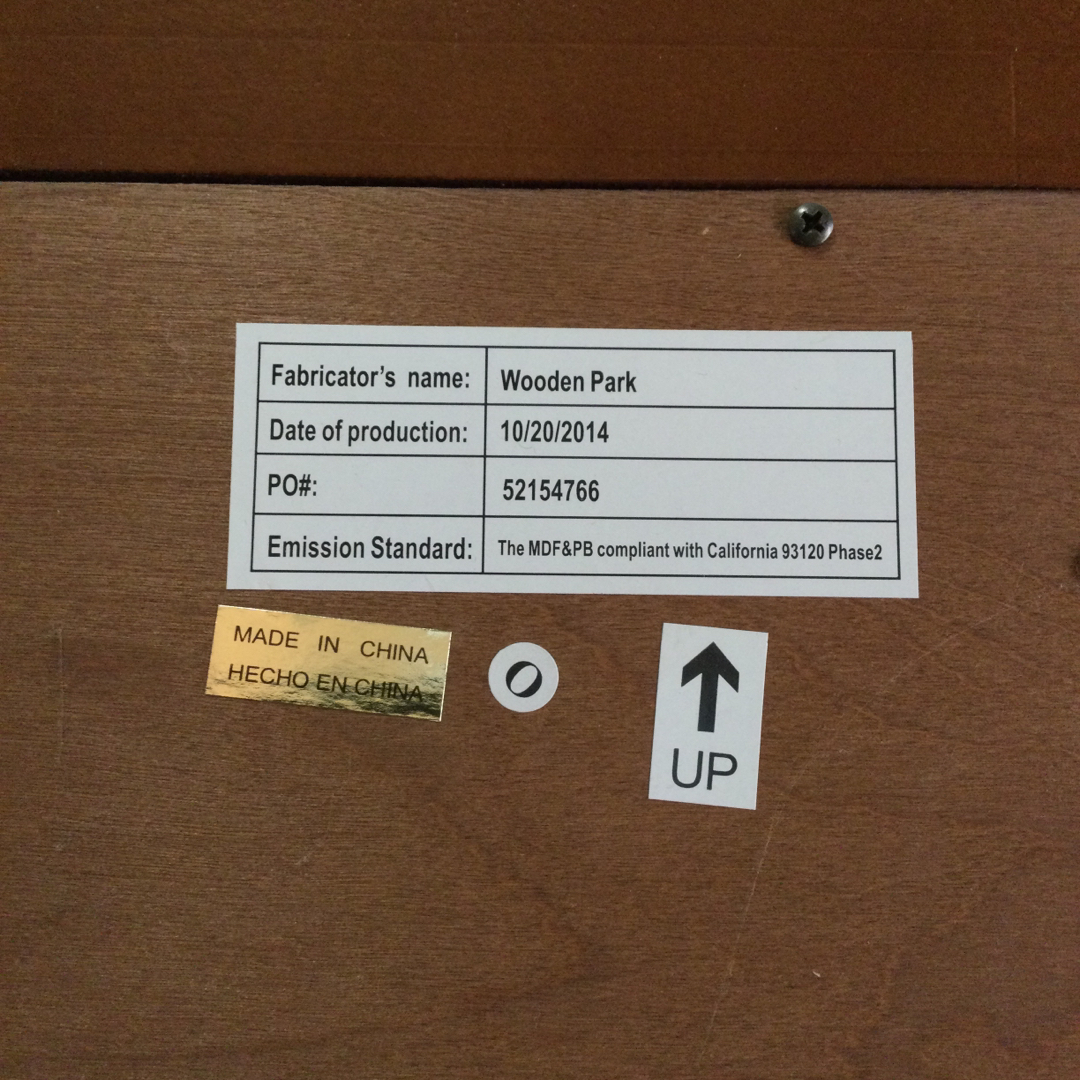 Fabricator's name: Wooden Park
Date of production: 10/20/2014
PO#: 52154766
Emission Standard: The MDF&PB compliant with California 93120 Phase2
MADE IN CHINA
HECHO EN CHINA
O
UP